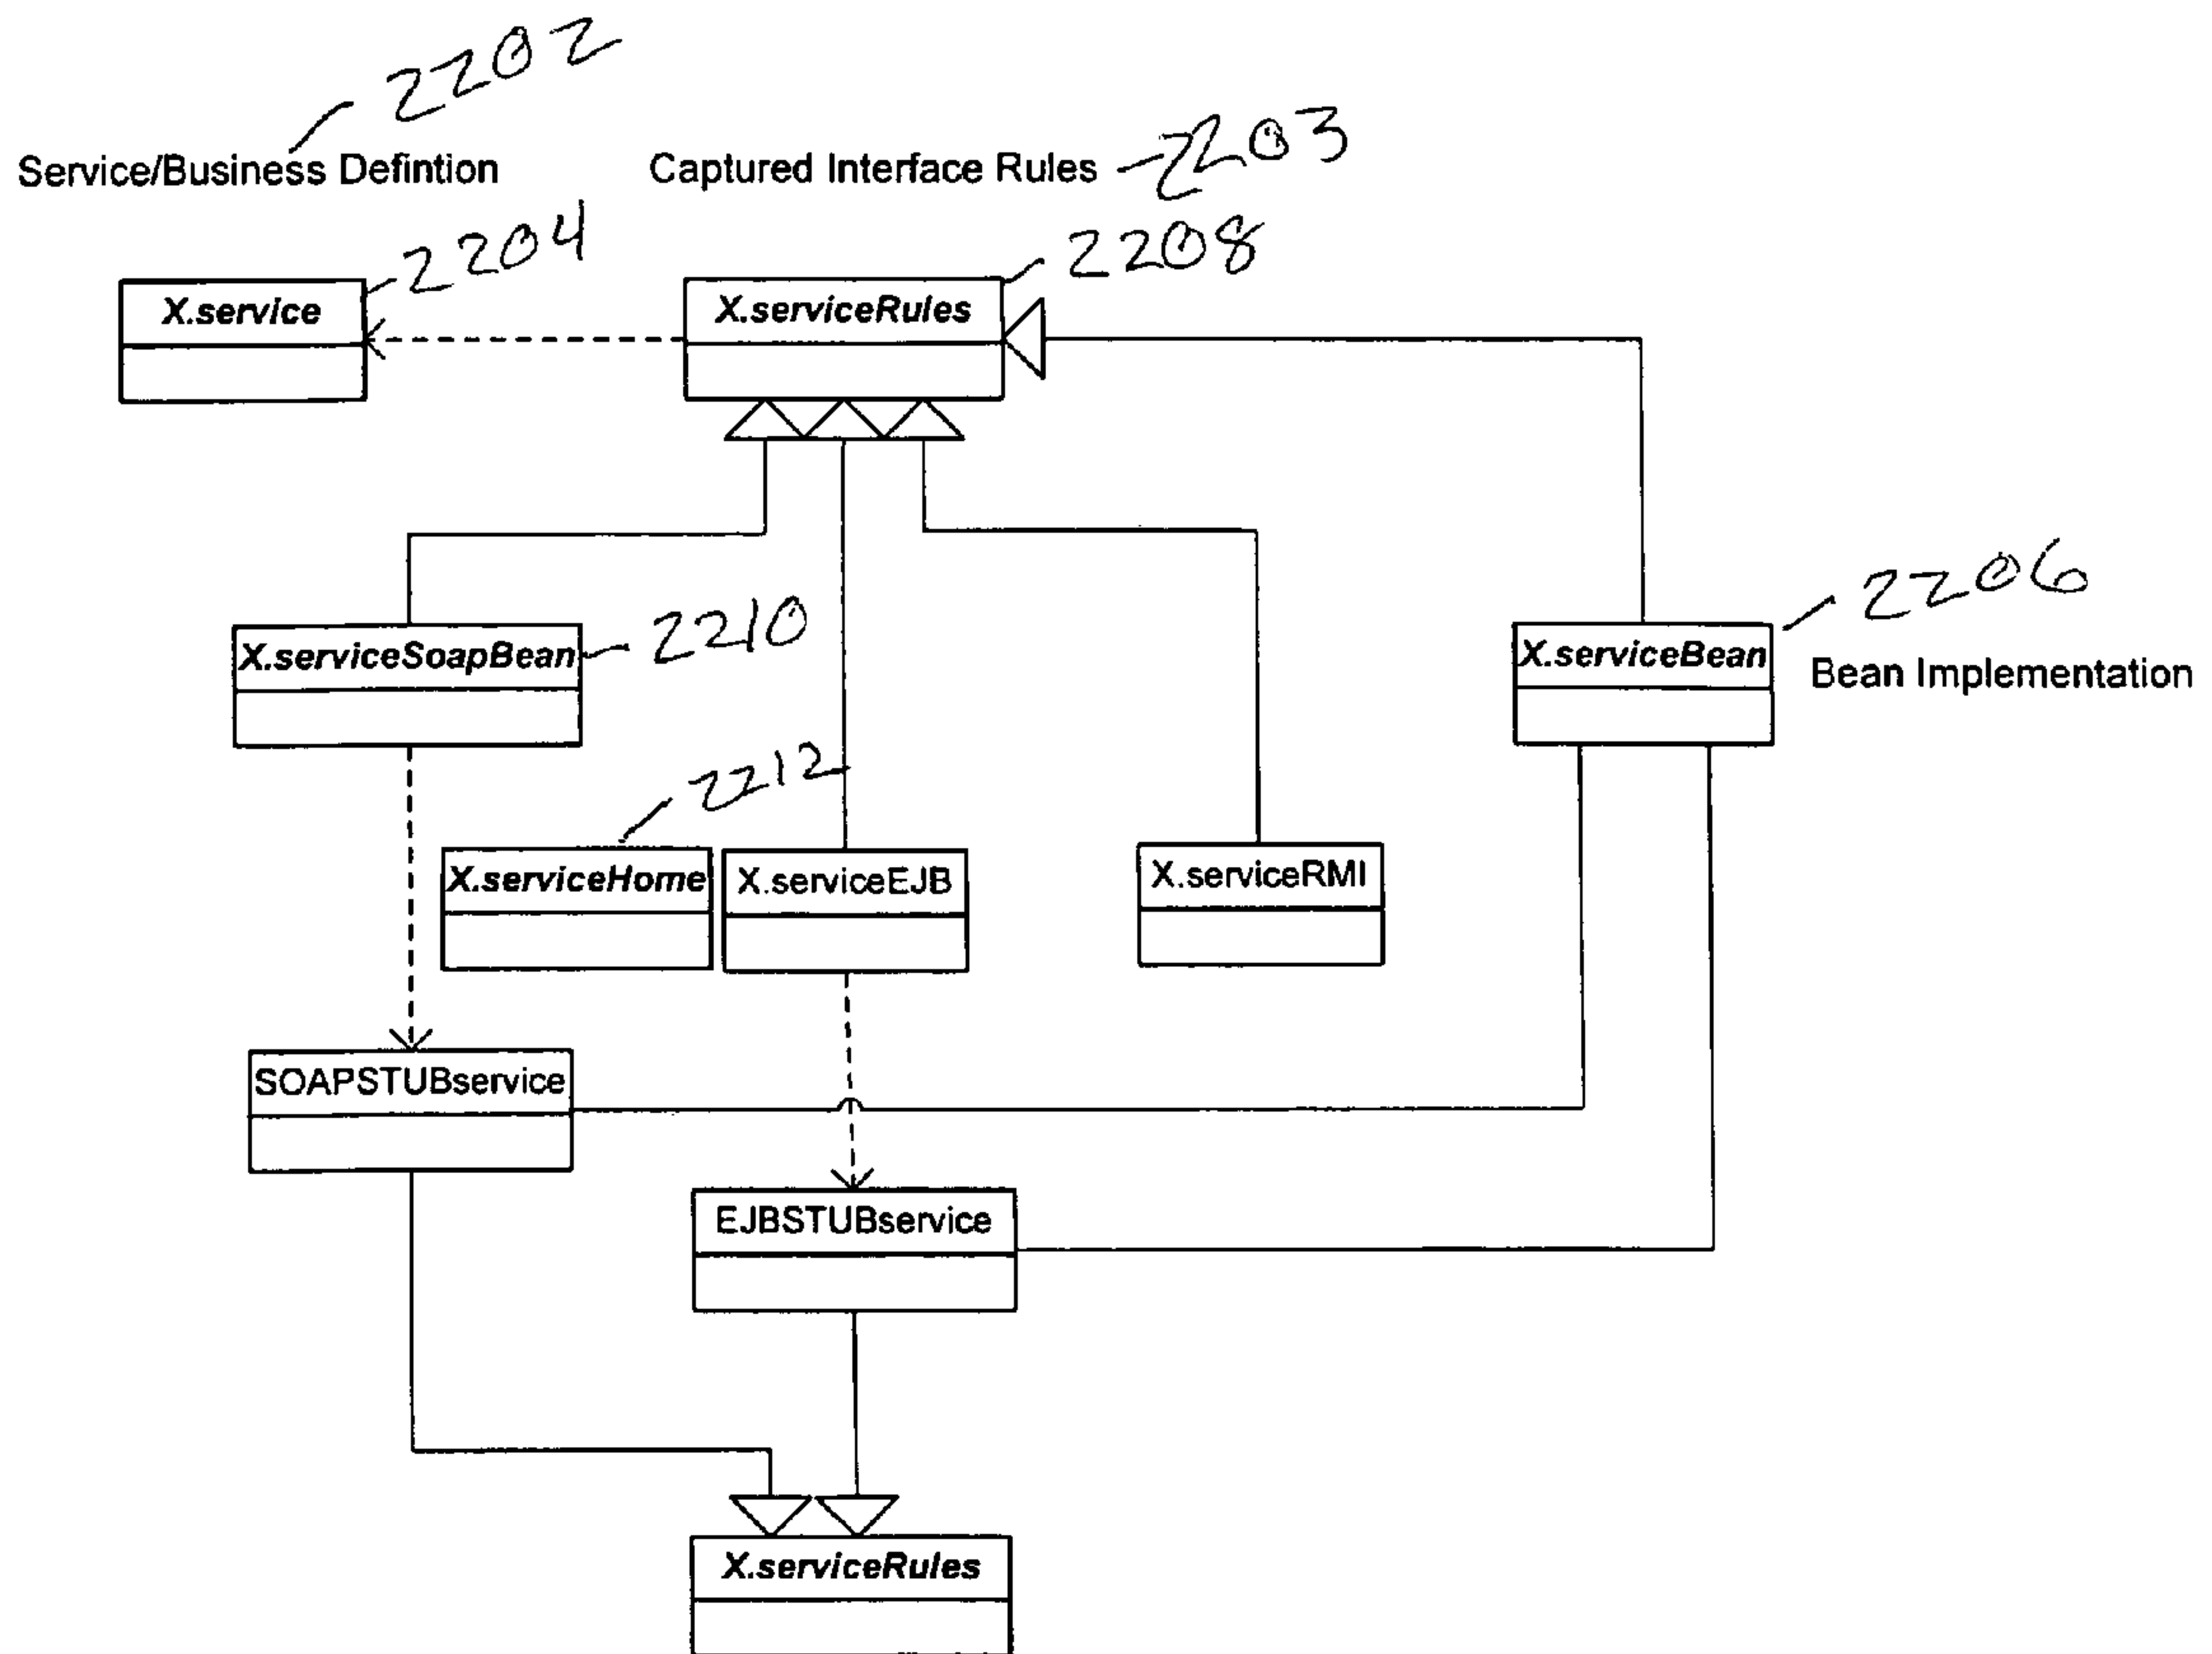 2202
Service/Business Defintion
Captured Interface Rules
2203
2204
2208
X.service
X.serviceRules
2210
2206
X.serviceSoapBean
X.serviceBean
Bean Implementation
2212
X.serviceHome
X.serviceEJB
X.serviceRMI
SOAPSTUBservice
EJBSTUBservice
X.serviceRules